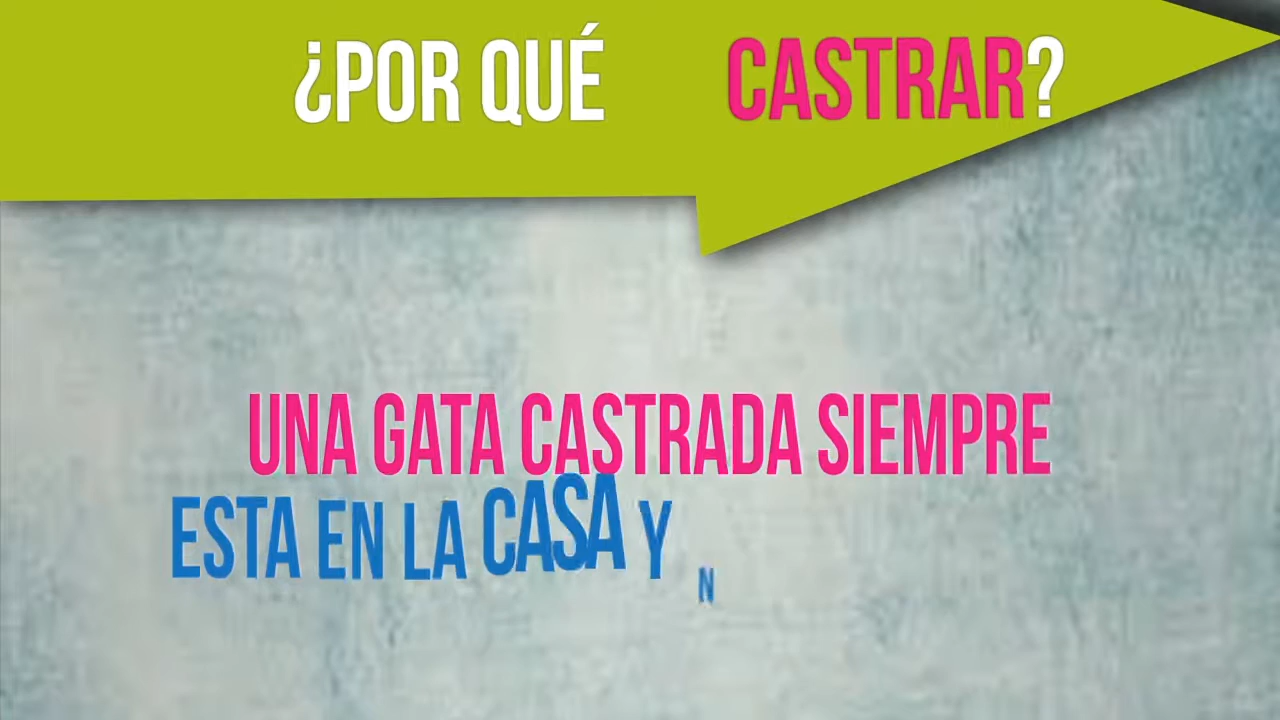 ¿POR QUÉ CASTRAR?
UNA GATA CASTRADA SIEMPRE
ESTA EN LA CASA Y N